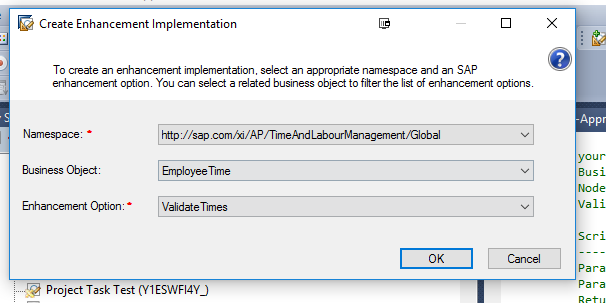 Create Enhancement Implementation
To create an enhancement implementation, select an appropriate namespace and an SAP
enhancement option. You can select a related business object to filter the list of enhancement options.
Namespace: *
http://sap.com/xi/AP/TimeAndLabourManagement/Global
Business Object:
EmployeeTime
Enhancement Option: *
ValidateTimes
OK
Cancel
Project Task Test (Y1ESWFI4Y_)
-Appr
your
Busi
Node
Vali
Scri
----
Para
Para
Retu